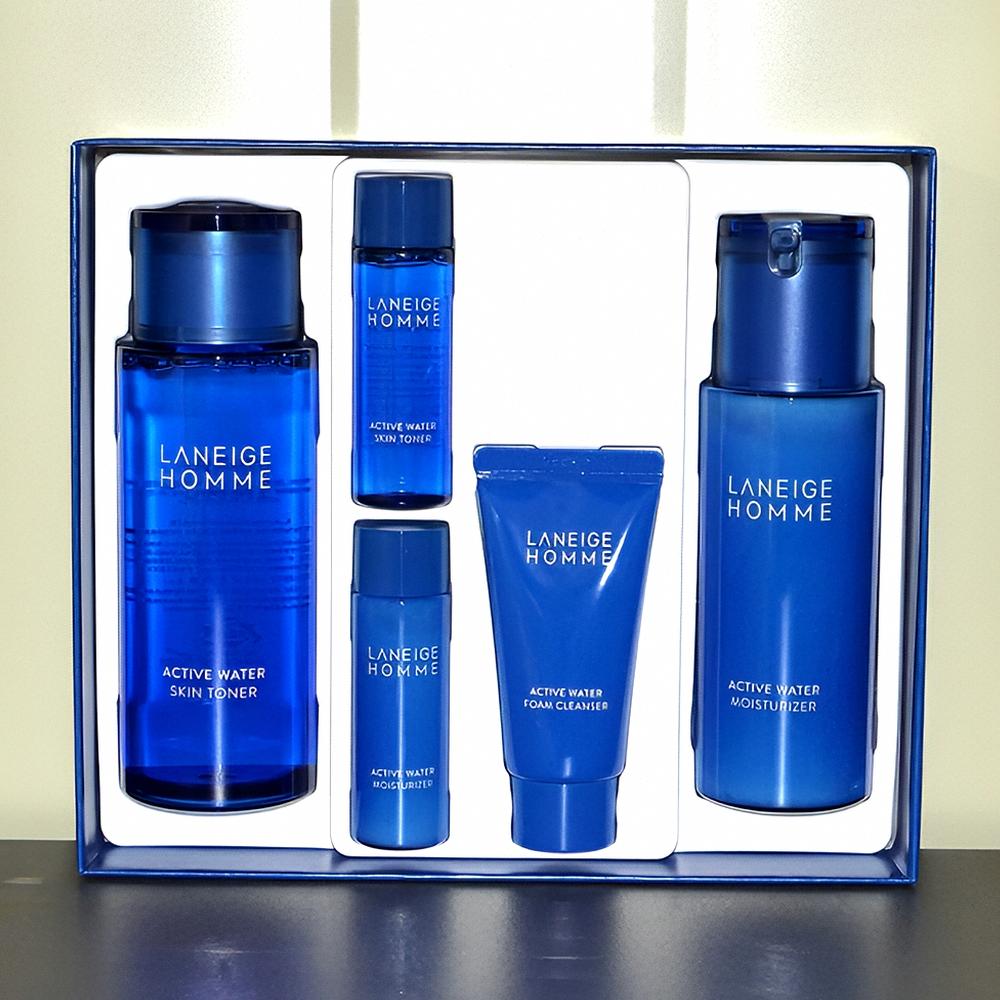 LANEIGE
HOMME
ACTIVE WATER
SKIN TONER
LANEIGE
HOMME
ACTIVE WATER
SKIN TONER
LANEIGE
HOMME
ACTIVE WATER
MOISTURIZER
LANEIGE
HOMME
ACTIVE WATER
FOAM CLEANSER
LANEIGE
HOMME
ACTIVE WATER
MOISTURIZER